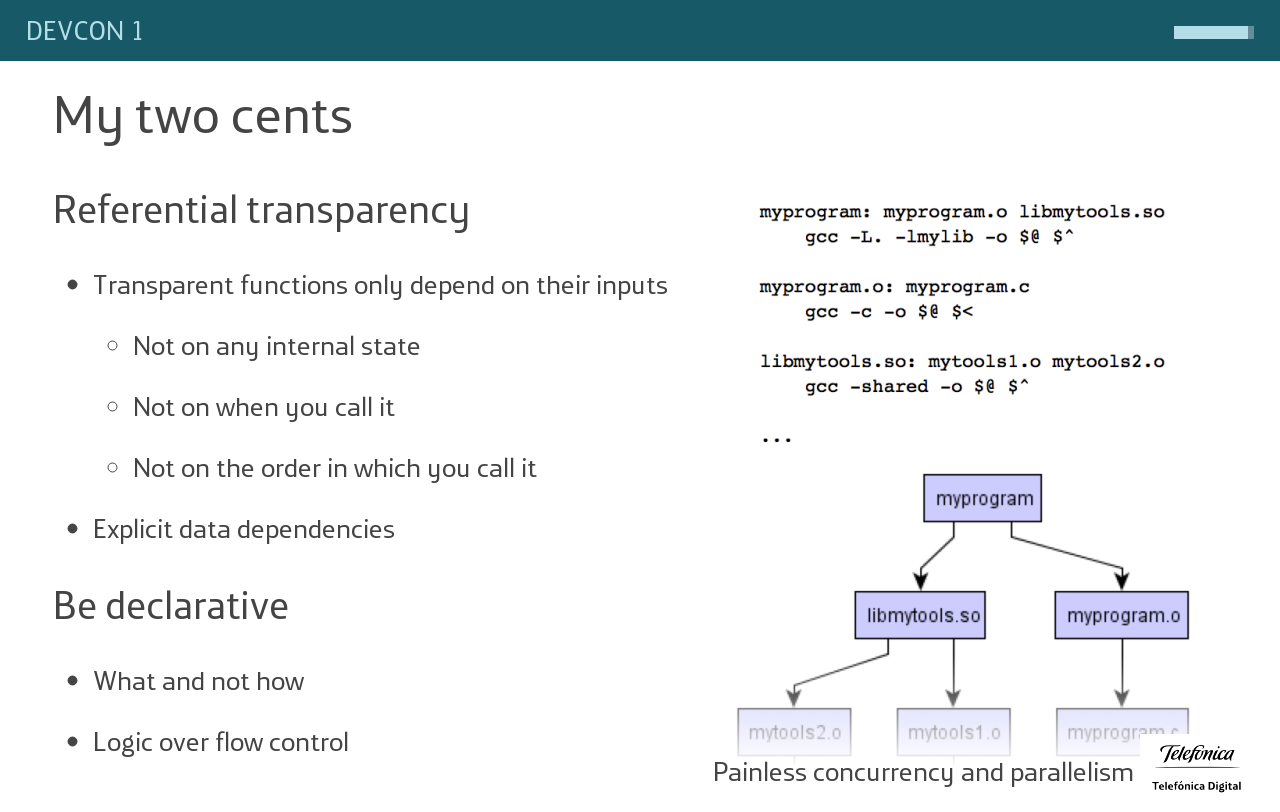 DEVCON 1
My two cents
Referential transparency
Transparent functions only depend on their inputs
Not on any internal state
Not on when you call it
Not on the order in which you call it
Explicit data dependencies
Be declarative
What and not how
Logic over flow control
myprogram: myprogram.o libmytools.so
gcc -L. -lmylib -o $@ $^
myprogram.o: myprogram.c
gcc -c -o $@ $<
libmytools.so: mytools1.o mytools2.o
gcc -shared -o $@ $^
...
myprogram
libmytools.so
myprogram.o
mytools2.o
mytools1.o
myprogram.c
Painless concurrency and parallelism
Telefónica
Telefónica Digital